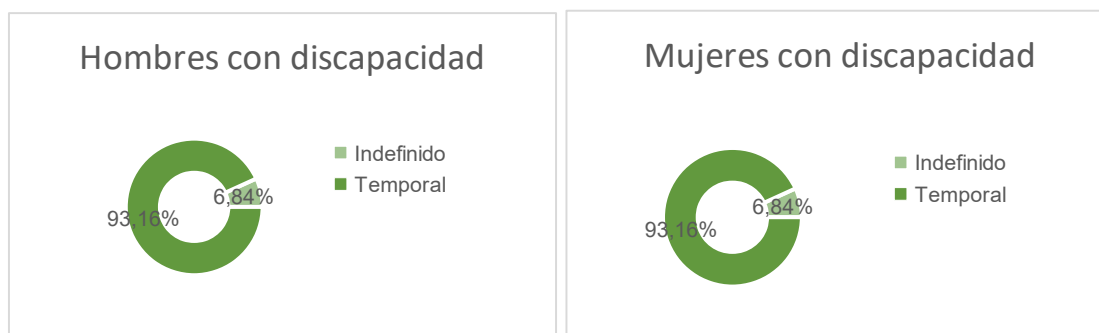 Hombres con discapacidad
Indefinido
Temporal
6,84%
93,16%
Mujeres con discapacidad
Indefinido
Temporal
6,84%
93,16%